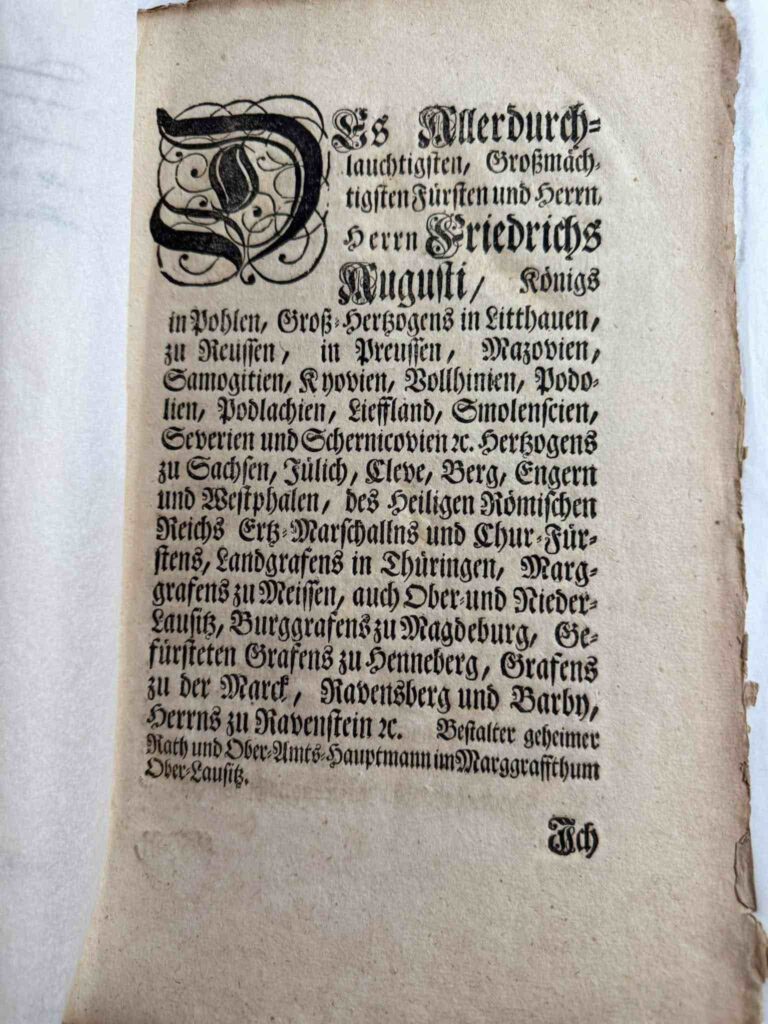 DEs Allerdurch-
lauchtigsten, Großmäch-
tigsten Fürsten und Herrn,
Herrn Friedrichs
Augusti, Königs
in Pohlen, Groß-Hertzogens in Litthauen,
zu Reussen, in Preussen, Mazovien,
Samogitien, Kyovien, Vollhinien, Podo-
lien, Podlachien, Lieffland, Smolenscien,
Severien und Schernicovien ꝛc. Hertzogens
zu Sachsen, Jülich, Cleve, Berg, Engern
und Westphalen, des Heiligen Römischen
Reichs Ertz-Marschallns und Chur-Für-
stens, Landgrafens in Thüringen, Marg-
grafens zu Meissen, auch Ober- und Nieder-
Lausitz, Burggrafens zu Magdeburg, Ge-
fürsteten Grafens zu Henneberg, Grafens
zu der Marck, Ravensberg und Barby,
Herrns zu Ravenstein ꝛc. Bestalter geheimer
Rath und Ober-Amts-Hauptmann im Marggraffthum
Ober-Lausitz.
Ich